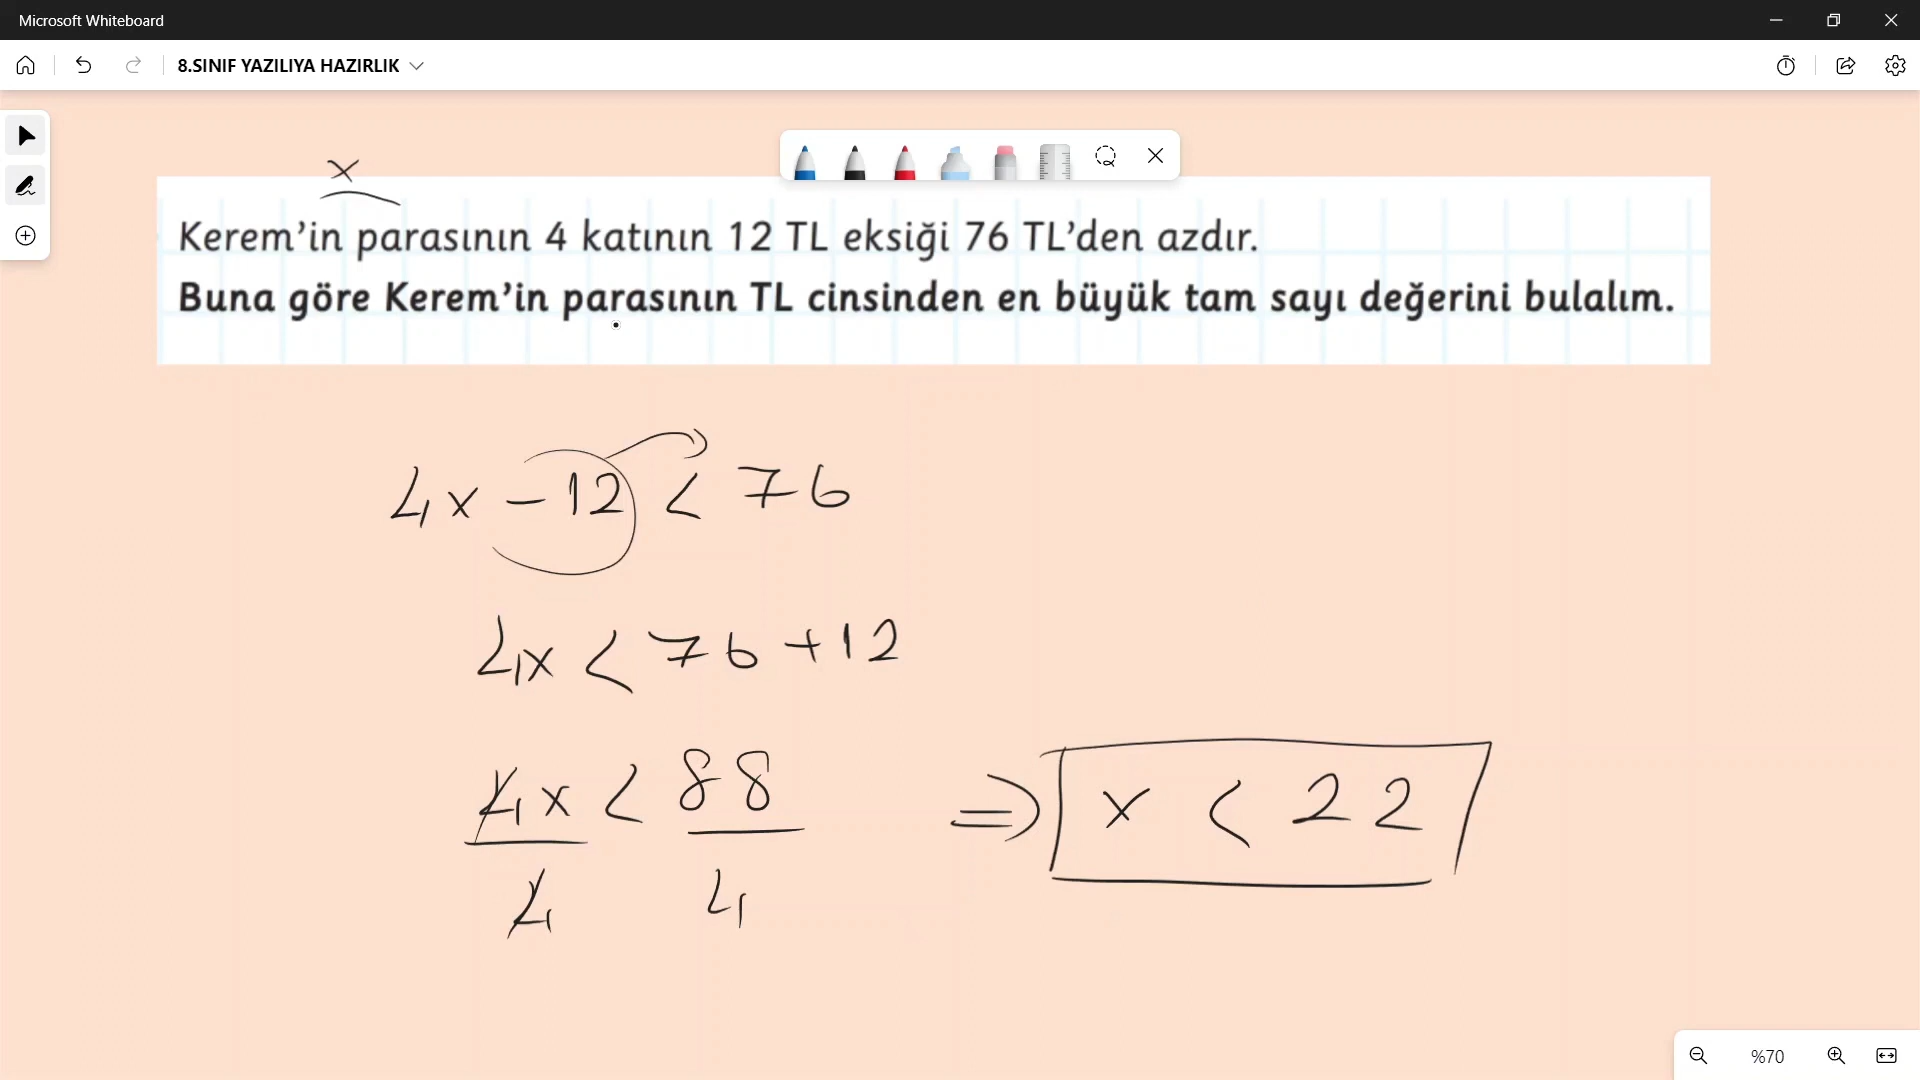 Microsoft Whiteboard
8.SINIF YAZILIYA HAZIRLIK
x
Kerem'in parasının 4 katının 12 TL eksiği 76 TL'den azdır.
Buna göre Kerem'in parasının TL cinsinden en büyük tam sayı değerini bulalım.
4x - 12 < 76
4x < 76 + 12
4x < 88 ⇒ x < 22
4 4
%70